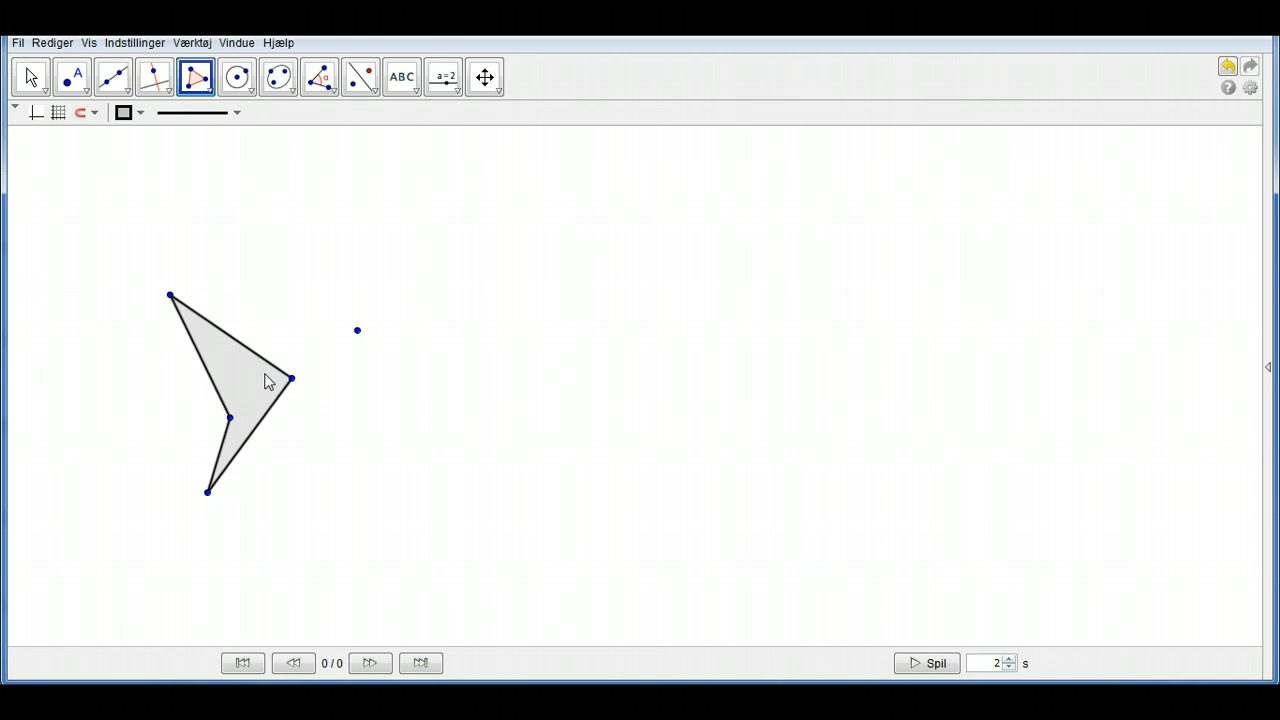 Fil Rediger Vis Indstillinger Værktøj Vindue Hjælp
A α ABC a=2
0 / 0 Spil 2 s